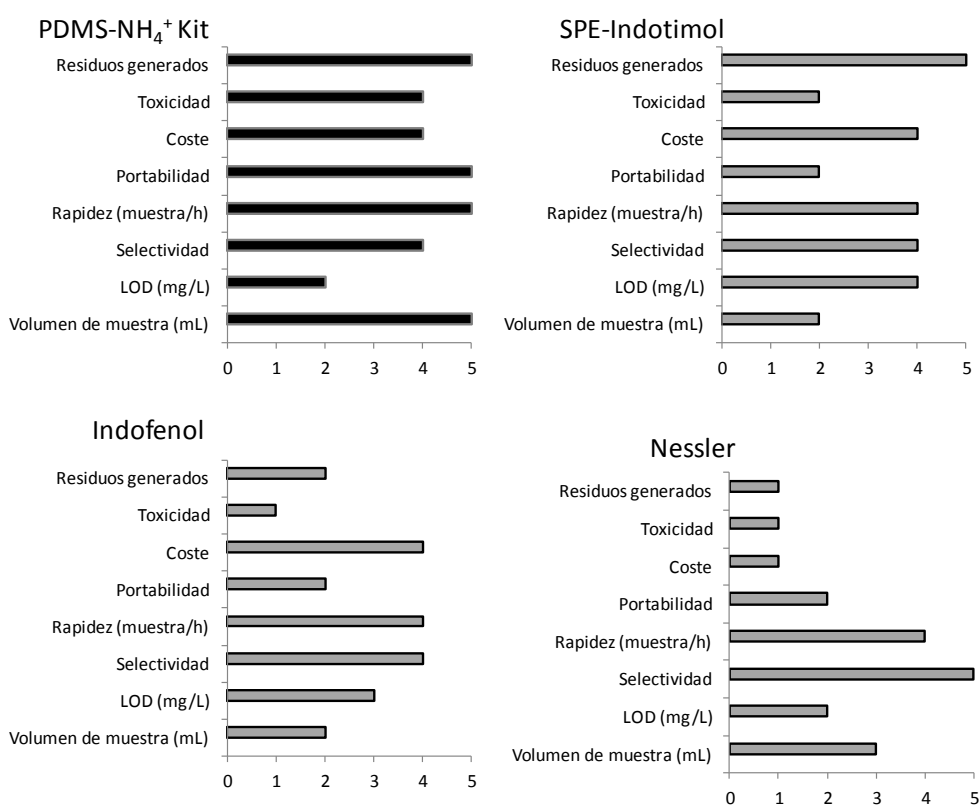 PDMS-NH₄⁺ Kit
Residuos generados
Toxicidad
Coste
Portabilidad
Rapidez (muestra/h)
Selectividad
LOD (mg/L)
Volumen de muestra (mL)
0 1 2 3 4 5
SPE-Indotimol
Residuos generados
Toxicidad
Coste
Portabilidad
Rapidez (muestra/h)
Selectividad
LOD (mg/L)
Volumen de muestra (mL)
0 1 2 3 4 5
Indofenol
Residuos generados
Toxicidad
Coste
Portabilidad
Rapidez (muestra/h)
Selectividad
LOD (mg/L)
Volumen de muestra (mL)
0 1 2 3 4 5
Nessler
Residuos generados
Toxicidad
Coste
Portabilidad
Rapidez (muestra/h)
Selectividad
LOD (mg/L)
Volumen de muestra (mL)
0 1 2 3 4 5